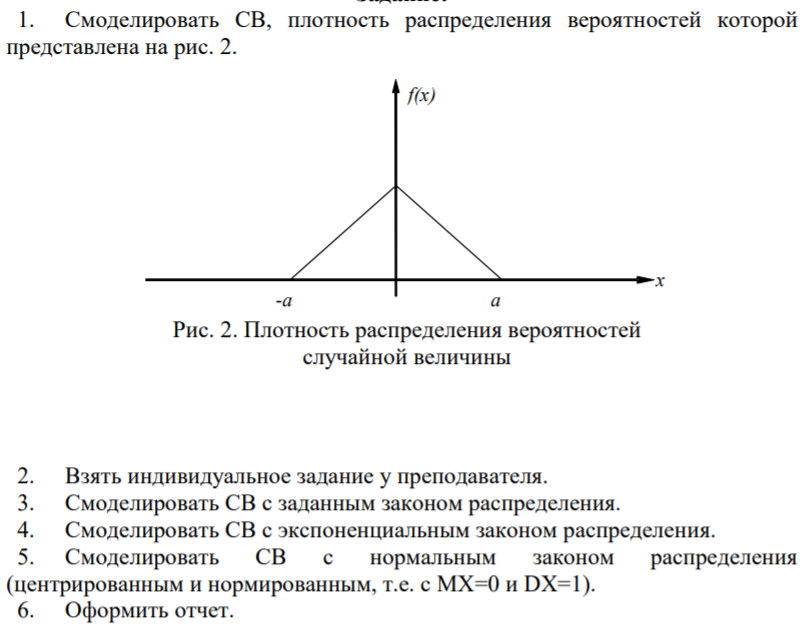 задание:
1. Смоделировать СВ, плотность распределения вероятностей которой
представлена на рис. 2.
f(x)
x
-a a
Рис. 2. Плотность распределения вероятностей
случайной величины
2. Взять индивидуальное задание у преподавателя.
3. Смоделировать СВ с заданным законом распределения.
4. Смоделировать СВ с экспоненциальным законом распределения.
5. Смоделировать СВ с нормальным законом распределения
(центрированным и нормированным, т.е. с MX=0 и DX=1).
6. Оформить отчет.